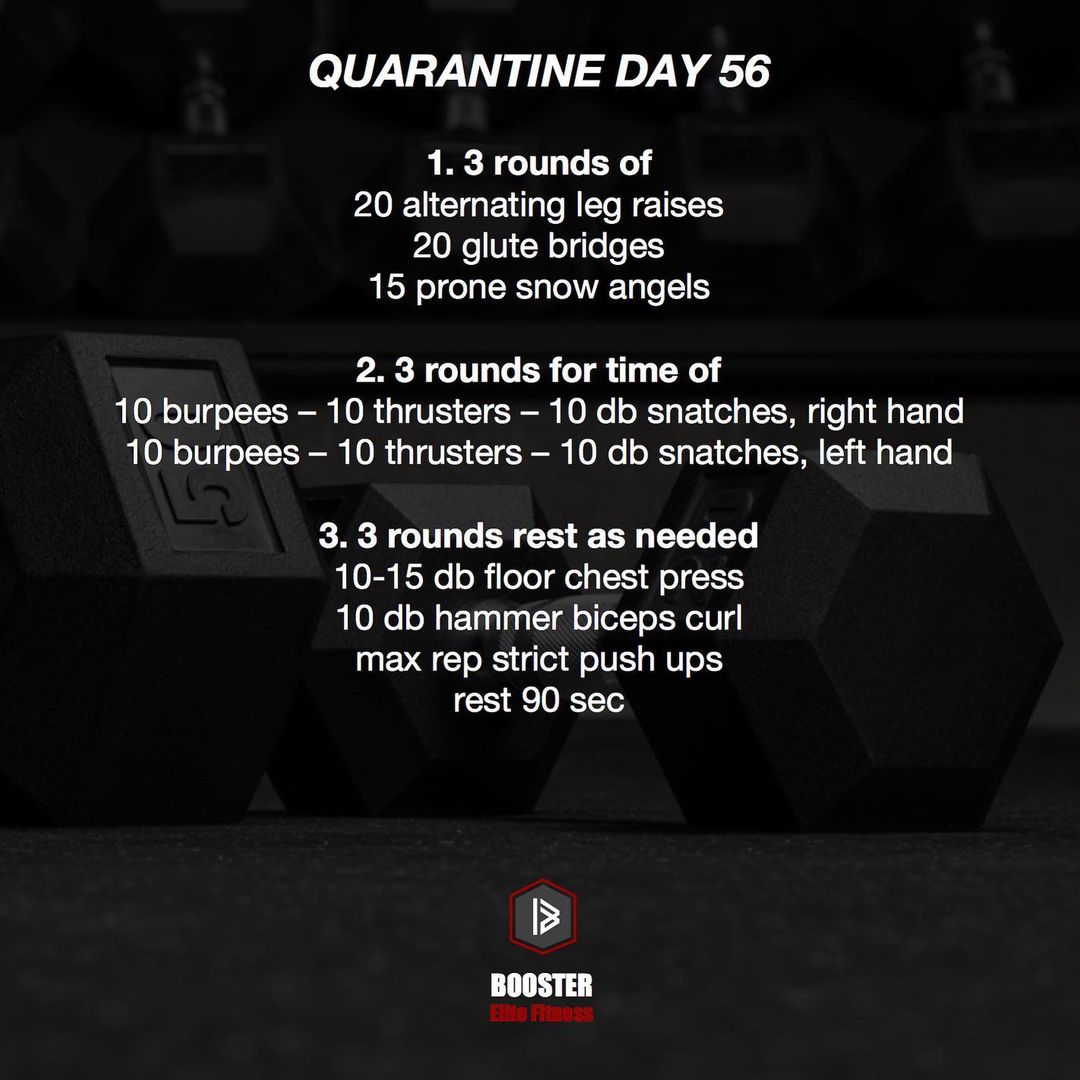 QUARANTINE DAY 56
1. 3 rounds of
20 alternating leg raises
20 glute bridges
15 prone snow angels
2. 3 rounds for time of
10 burpees – 10 thrusters – 10 db snatches, right hand
10 burpees – 10 thrusters – 10 db snatches, left hand
3. 3 rounds rest as needed
10-15 db floor chest press
10 db hammer biceps curl
max rep strict push ups
rest 90 sec
BOOSTER
Elite Fitness